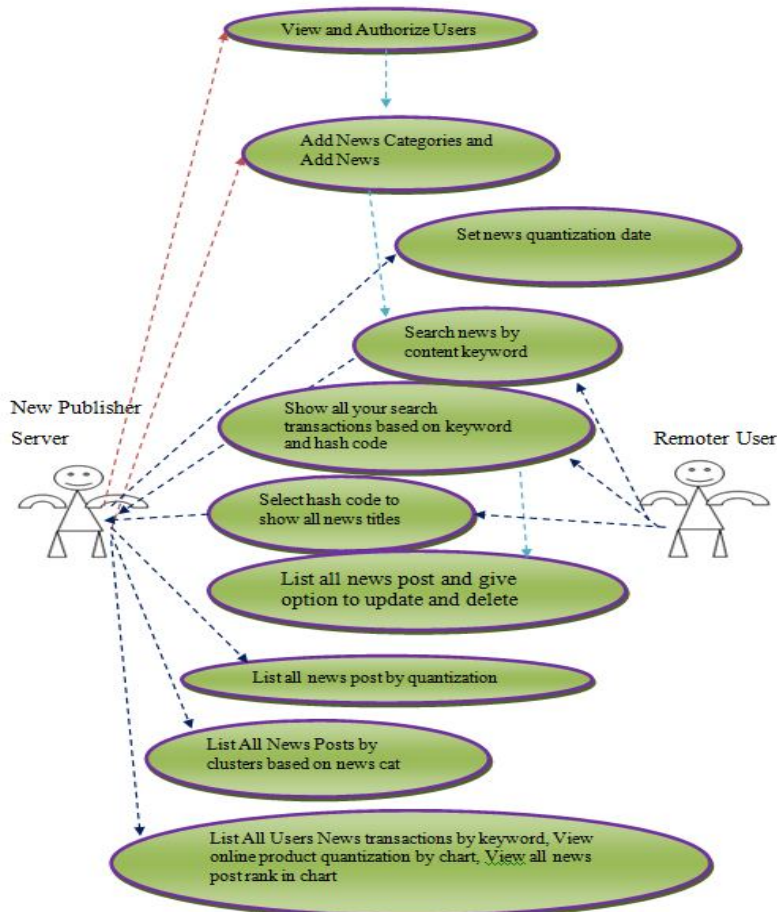 View and Authorize Users
Add News Categories and
Add News
Set news quantization date
Search news by
content keyword
New Publisher
Server
Show all your search
transactions based on keyword
and hash code
Remoter User
Select hash code to
show all news titles
List all news post and give
option to update and delete
List all news post by quantization
List All News Posts by
clusters based on news cat
List All Users News transactions by keyword, View
online product quantization by chart, View all news
post rank in chart